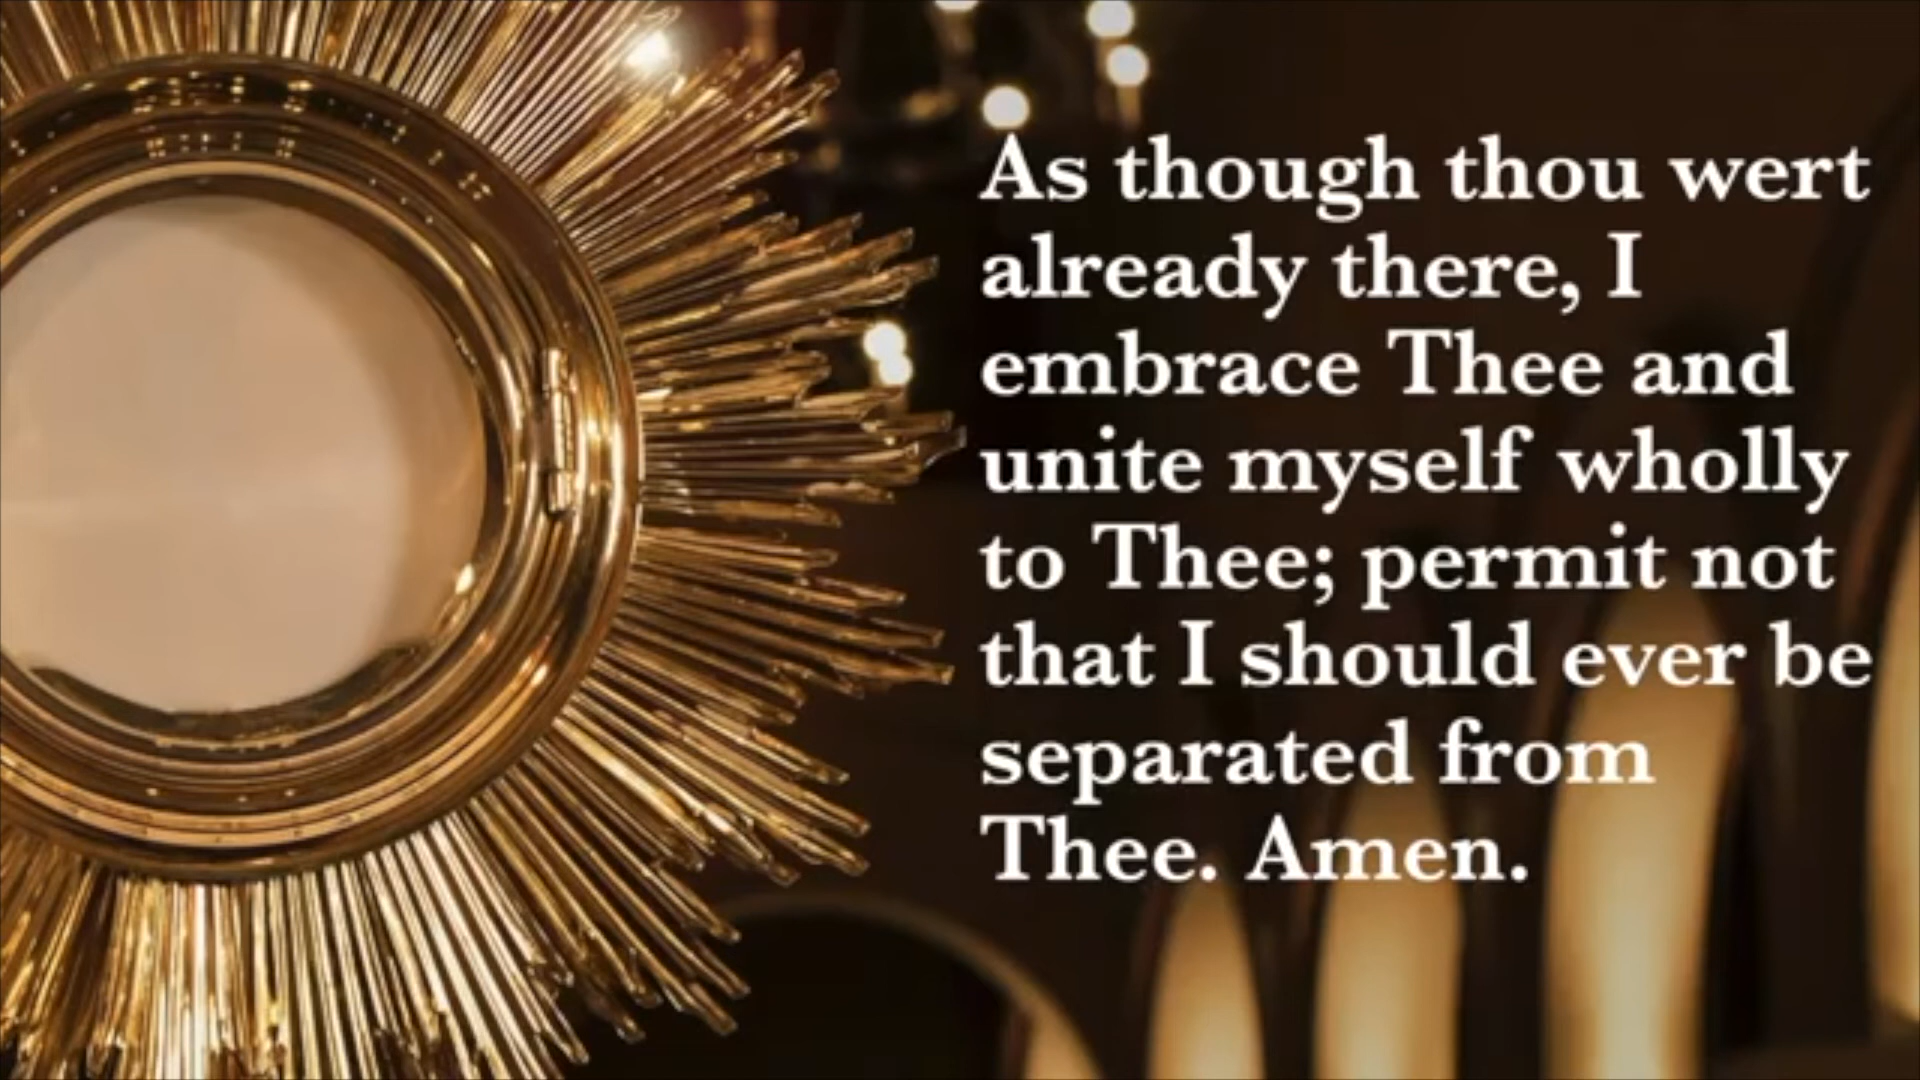 As though thou wert
already there, I
embrace Thee and
unite myself wholly
to Thee; permit not
that I should ever be
separated from
Thee. Amen.